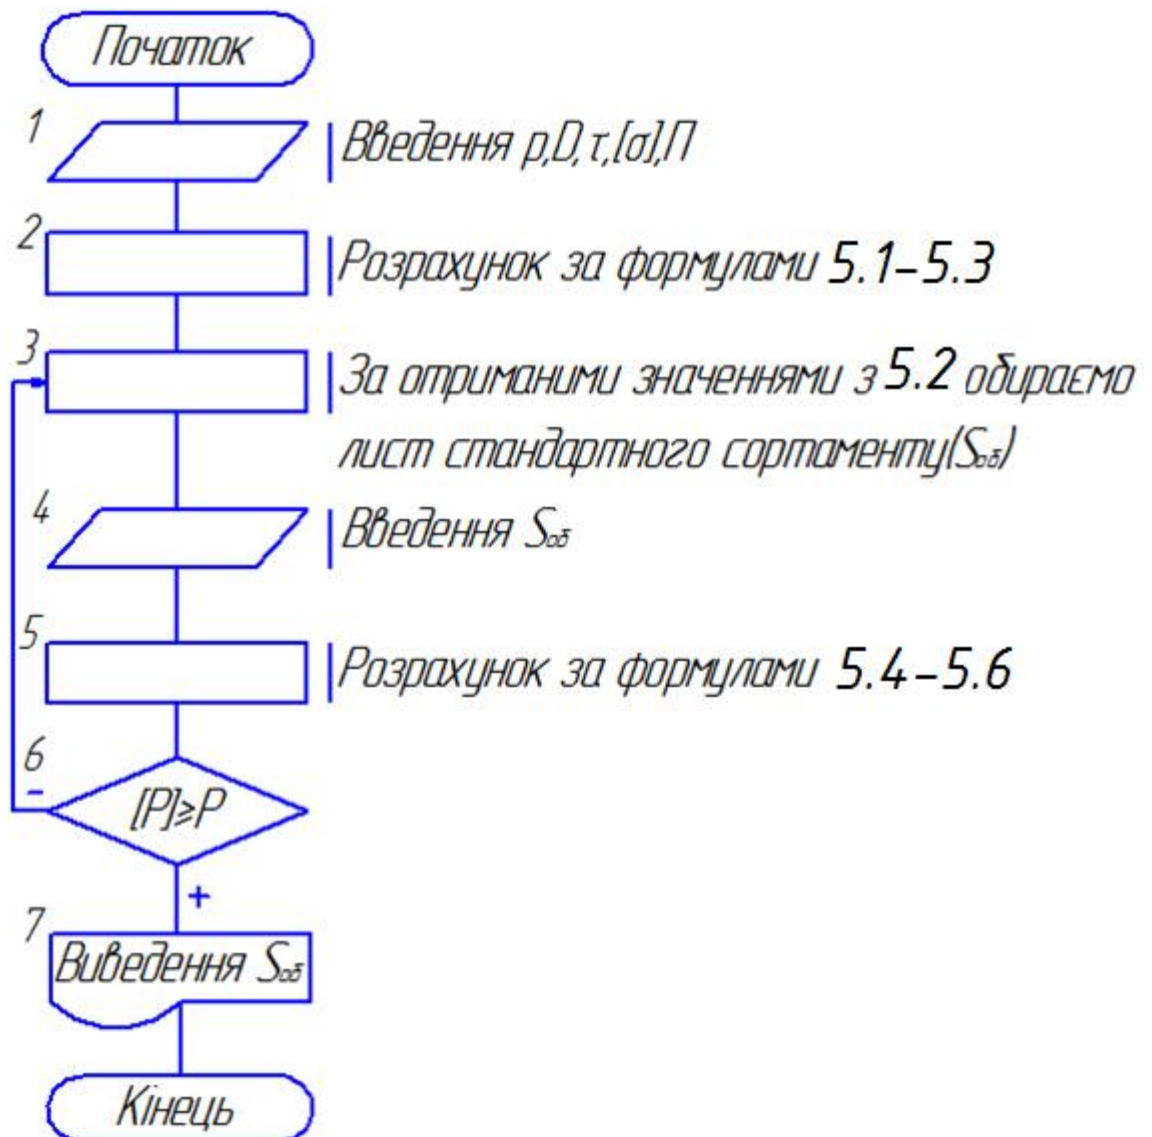 Початок
1
Введення p,D,τ,[σ],П
2
Розрахунок за формулами 5.1-5.3
3
За отриманими значеннями з 5.2 обираємо
лист стандартного сортаменту(Sоб)
4
Введення Sоб
5
Розрахунок за формулами 5.4-5.6
6
-
[P]≥P
+
7
Виведення Sоб
Кінець